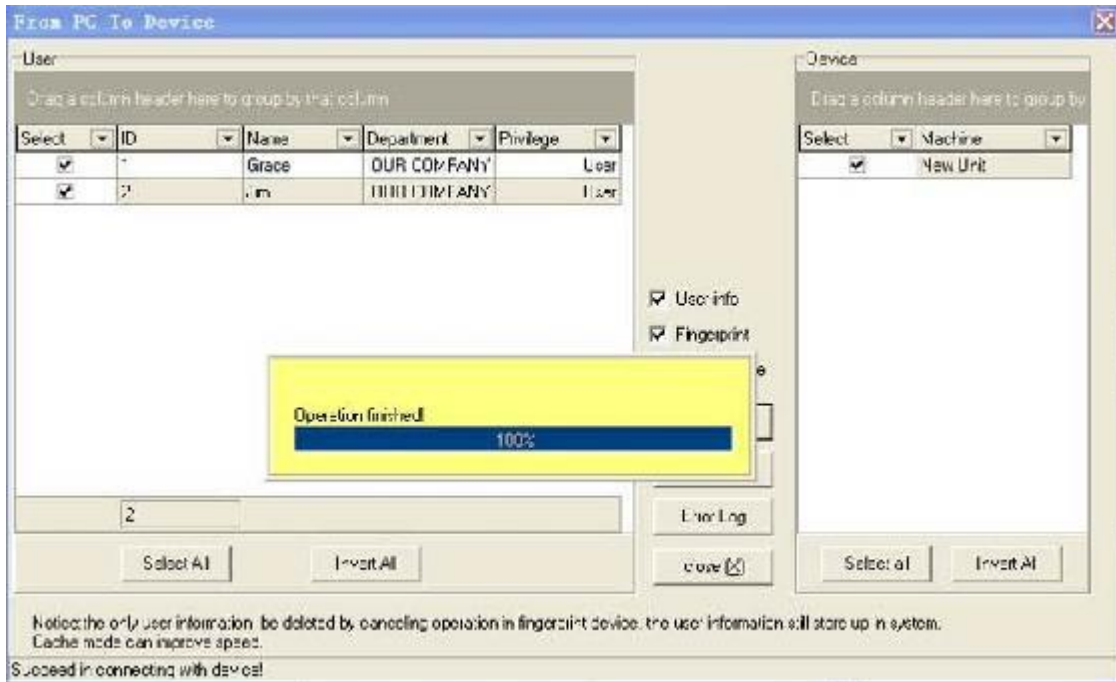 From PC To Device
User
Device
Drag a column header here to group by that column
Drag a column header here to group by
Select ID Name Department Privilege
Select Machine
1 Grace OUR COMPANY User
New Unit
2 Jim OUR COMPANY User
User info
Fingerprint
e
Operation finished!
100%
2
Error Log
Select All Invert All
close(X)
Select all Invert All
Notice:the only user information be deleted by canceling operation in fingerprint device, the user information still store up in system.
Cache mode can improve speed.
Succeed in connecting with device!